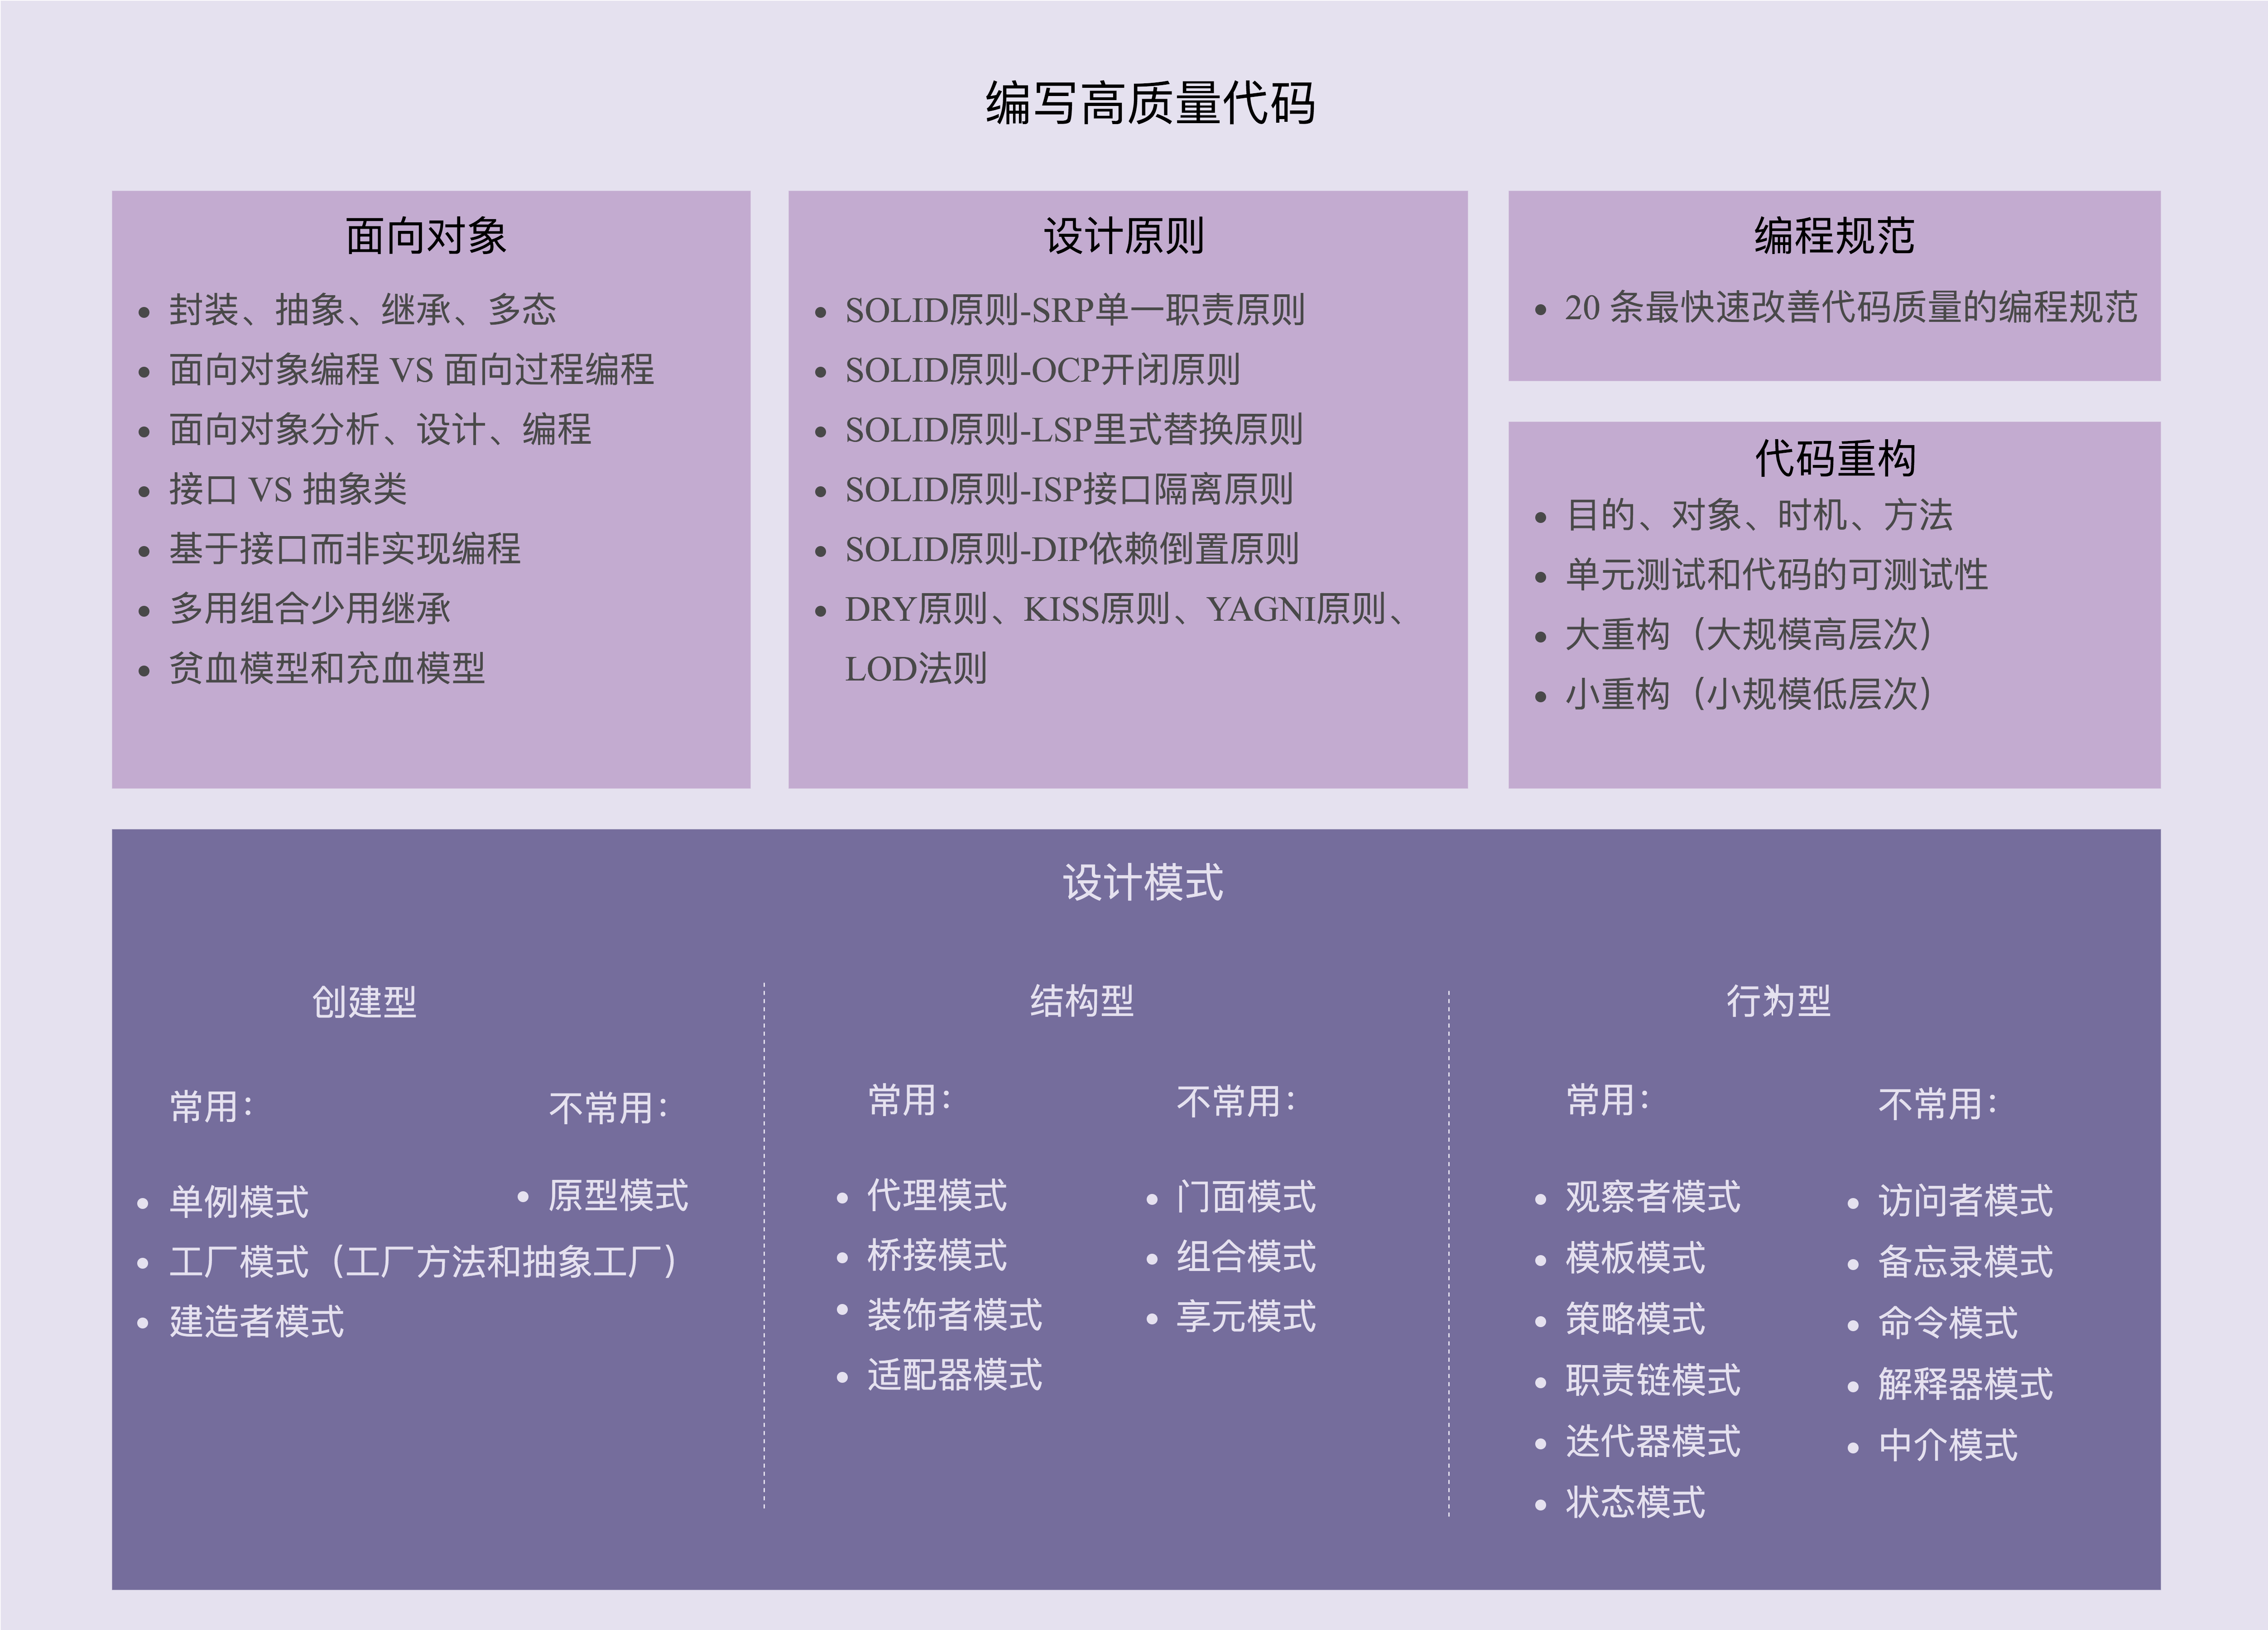 编写高质量代码
面向对象
• 封装、抽象、继承、多态
• 面向对象编程 VS 面向过程编程
• 面向对象分析、设计、编程
• 接口 VS 抽象类
• 基于接口而非实现编程
• 多用组合少用继承
• 贫血模型和充血模型
设计原则
• SOLID原则-SRP单一职责原则
• SOLID原则-OCP开闭原则
• SOLID原则-LSP里式替换原则
• SOLID原则-ISP接口隔离原则
• SOLID原则-DIP依赖倒置原则
• DRY原则、KISS原则、YAGNI原则、
LOD法则
编程规范
• 20 条最快速改善代码质量的编程规范
代码重构
• 目的、对象、时机、方法
• 单元测试和代码的可测试性
• 大重构（大规模高层次）
• 小重构（小规模低层次）
设计模式
创建型
常用：
• 单例模式
• 工厂模式（工厂方法和抽象工厂）
• 建造者模式
不常用：
• 原型模式
结构型
常用：
• 代理模式
• 桥接模式
• 装饰者模式
• 适配器模式
不常用：
• 门面模式
• 组合模式
• 享元模式
行为型
常用：
• 观察者模式
• 模板模式
• 策略模式
• 职责链模式
• 迭代器模式
• 状态模式
不常用：
• 访问者模式
• 备忘录模式
• 命令模式
• 解释器模式
• 中介模式